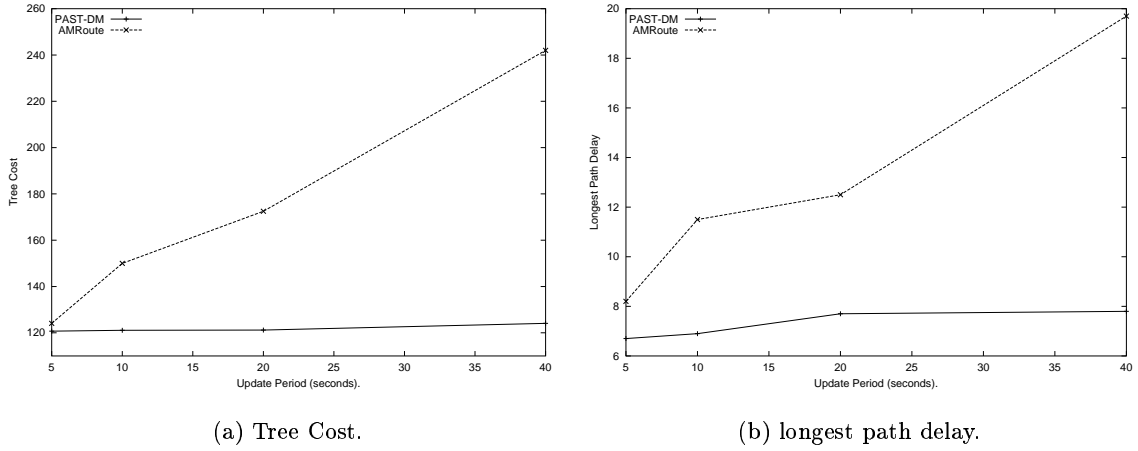 260
240
220
200
180
160
140
120
Tree Cost
PAST-DM
AMRoute
5 10 15 20 25 30 35 40
Update Period (seconds).
(a) Tree Cost.
20
18
16
14
12
10
8
6
Longest Path Delay
PAST-DM
AMRoute
5 10 15 20 25 30 35 40
Update Period (seconds).
(b) longest path delay.